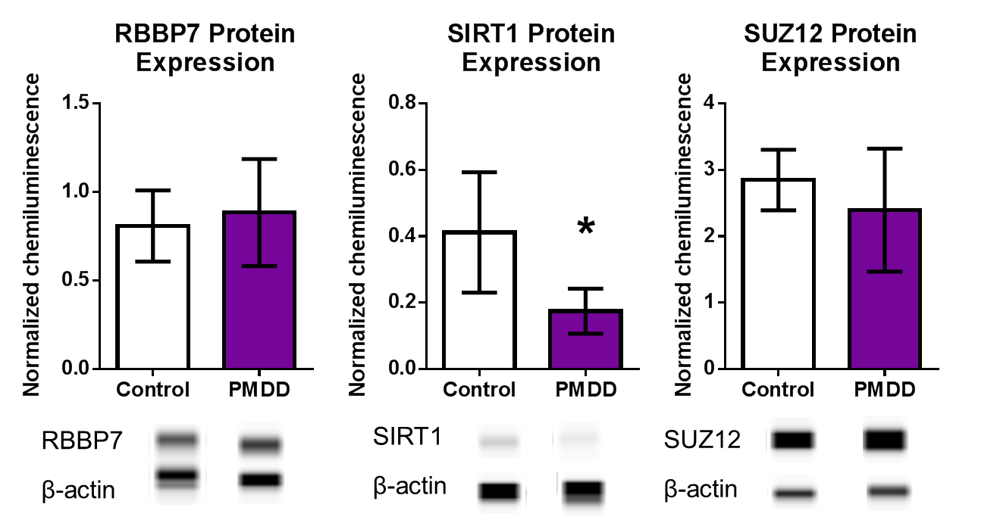 RBBP7 Protein
Expression
Normalized chemiluminescence
1.5
1.0
0.5
0.0
Control PMDD
RBBP7
β-actin
SIRT1 Protein
Expression
Normalized chemiluminescence
0.8
0.6
0.4
0.2
0.0
*
Control PMDD
SIRT1
β-actin
SUZ12 Protein
Expression
Normalized chemiluminescence
4
3
2
1
0
Control PMDD
SUZ12
β-actin